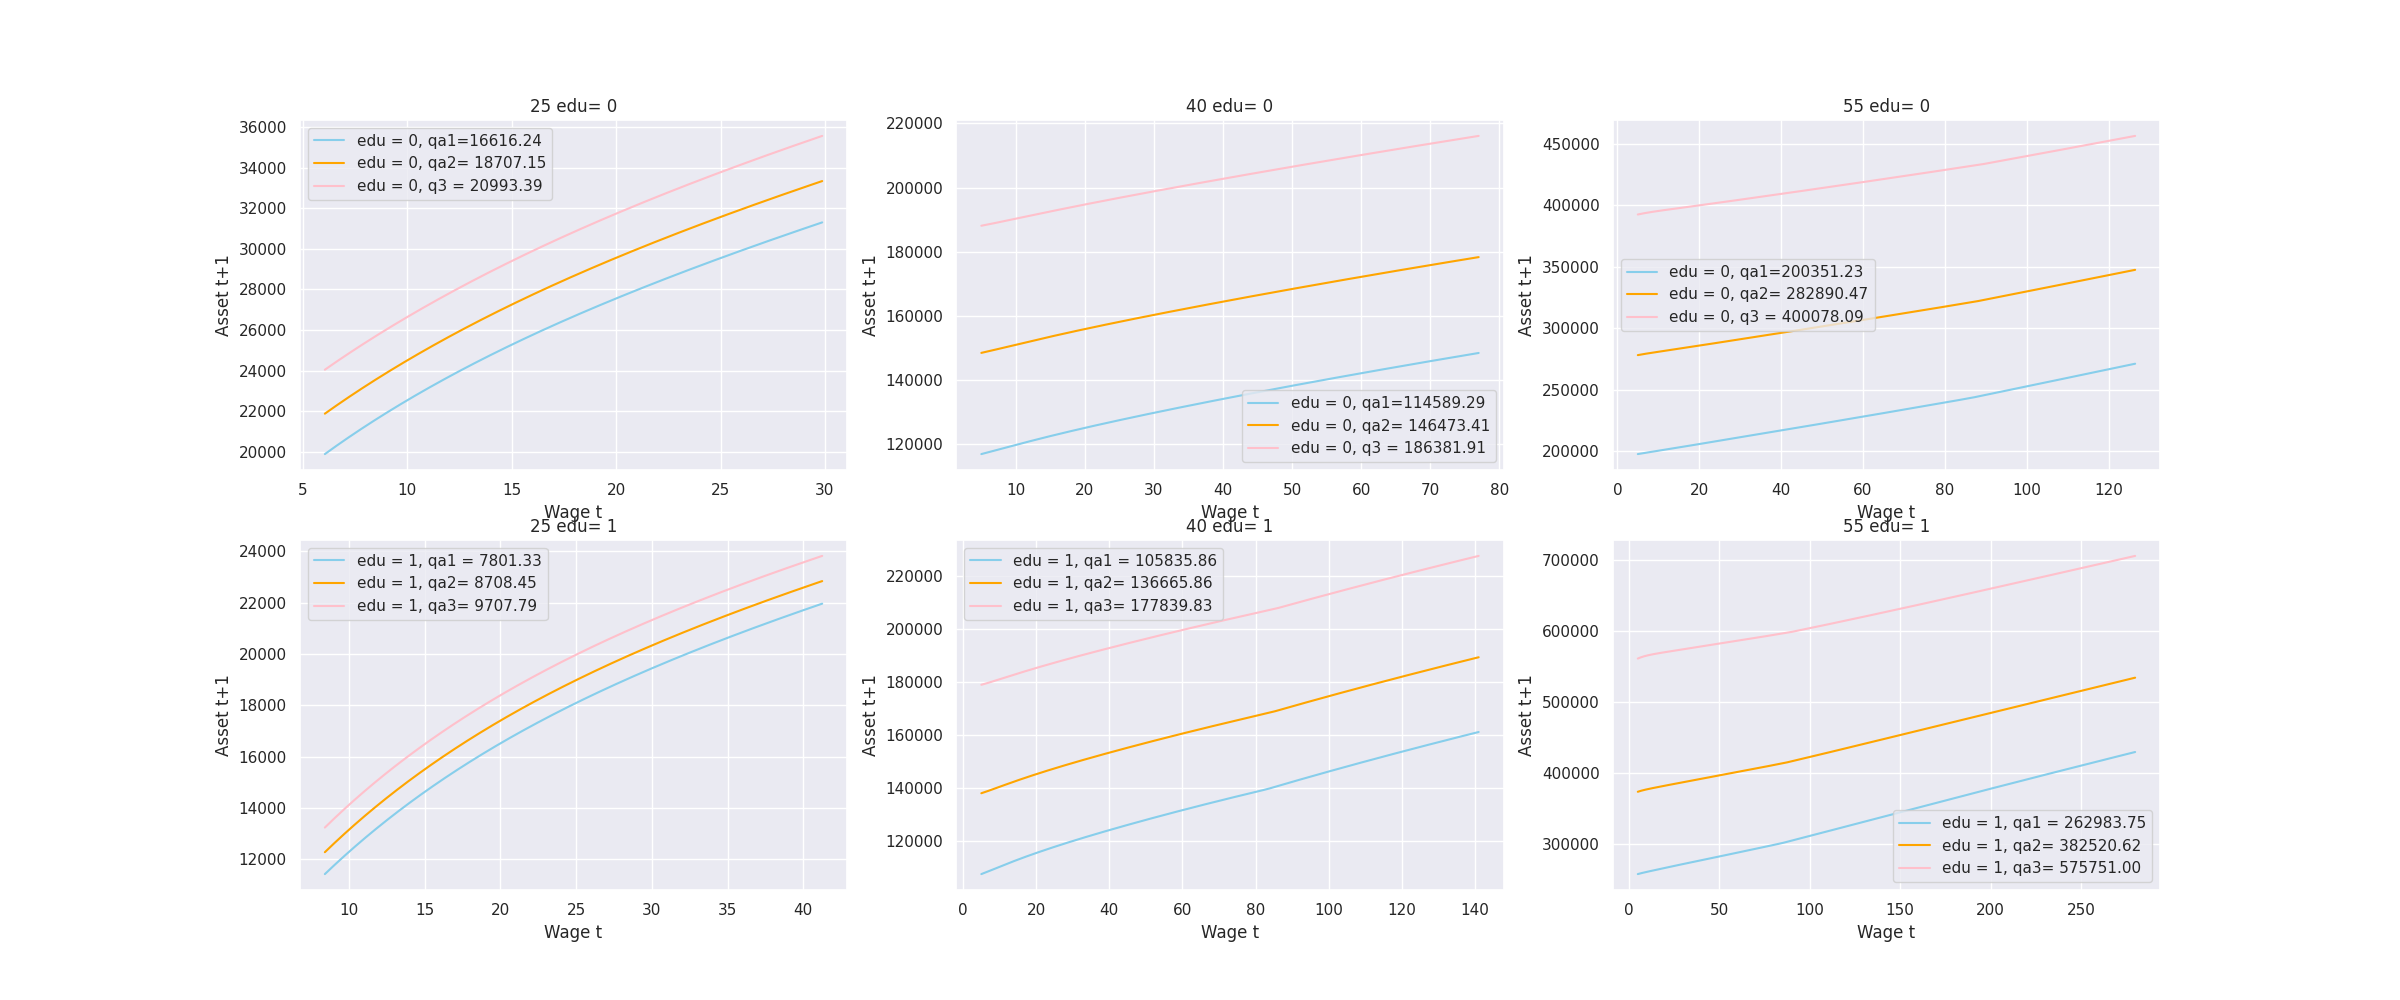 25 edu= 0
Asset t+1
36000
34000
32000
30000
28000
26000
24000
22000
20000
edu = 0, qa1=16616.24
edu = 0, qa2= 18707.15
edu = 0, q3 = 20993.39
5 10 15 20 25 30
Wage t
40 edu= 0
Asset t+1
220000
200000
180000
160000
140000
120000
edu = 0, qa1=114589.29
edu = 0, qa2= 146473.41
edu = 0, q3 = 186381.91
10 20 30 40 50 60 70 80
Wage t
55 edu= 0
Asset t+1
450000
400000
350000
300000
250000
200000
edu = 0, qa1=200351.23
edu = 0, qa2= 282890.47
edu = 0, q3 = 400078.09
0 20 40 60 80 100 120
Wage t
25 edu= 1
Asset t+1
24000
22000
20000
18000
16000
14000
12000
edu = 1, qa1 = 7801.33
edu = 1, qa2= 8708.45
edu = 1, qa3= 9707.79
10 15 20 25 30 35 40
Wage t
40 edu= 1
Asset t+1
220000
200000
180000
160000
140000
120000
edu = 1, qa1 = 105835.86
edu = 1, qa2= 136665.86
edu = 1, qa3= 177839.83
0 20 40 60 80 100 120 140
Wage t
55 edu= 1
Asset t+1
700000
600000
500000
400000
300000
edu = 1, qa1 = 262983.75
edu = 1, qa2= 382520.62
edu = 1, qa3= 575751.00
0 50 100 150 200 250
Wage t